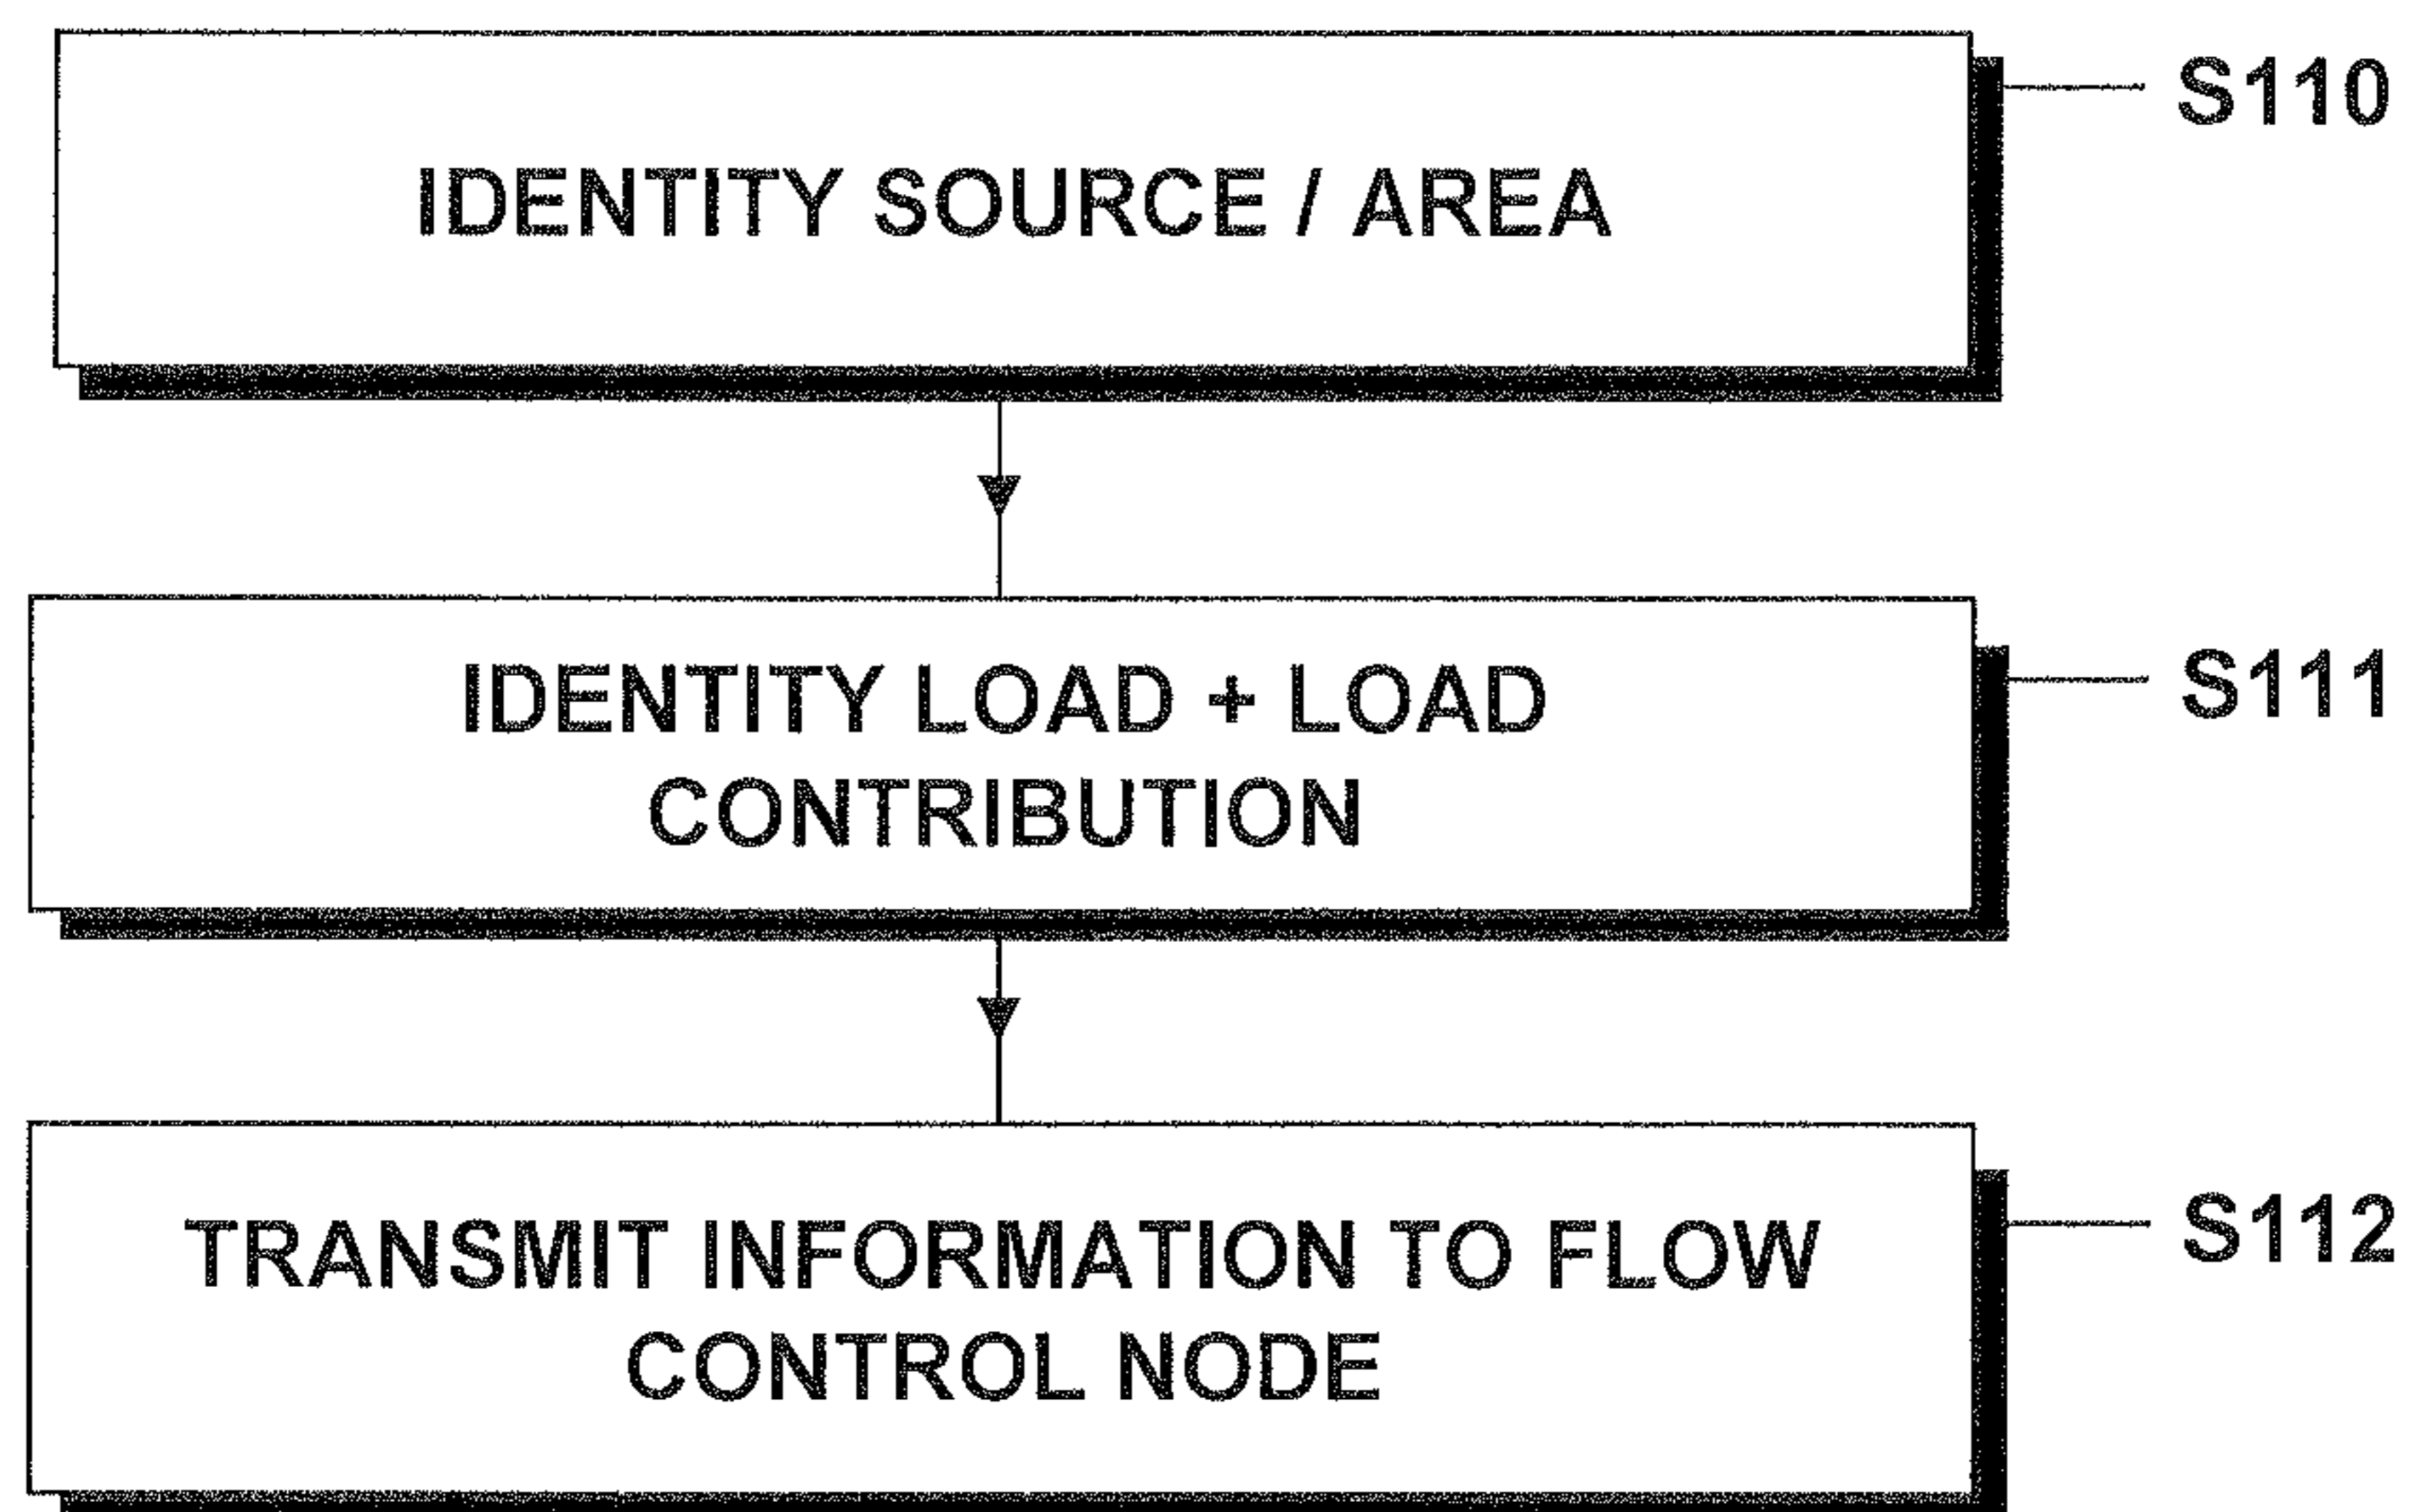 IDENTITY SOURCE / AREA
S110
IDENTITY LOAD + LOAD
CONTRIBUTION
S111
TRANSMIT INFORMATION TO FLOW
CONTROL NODE
S112